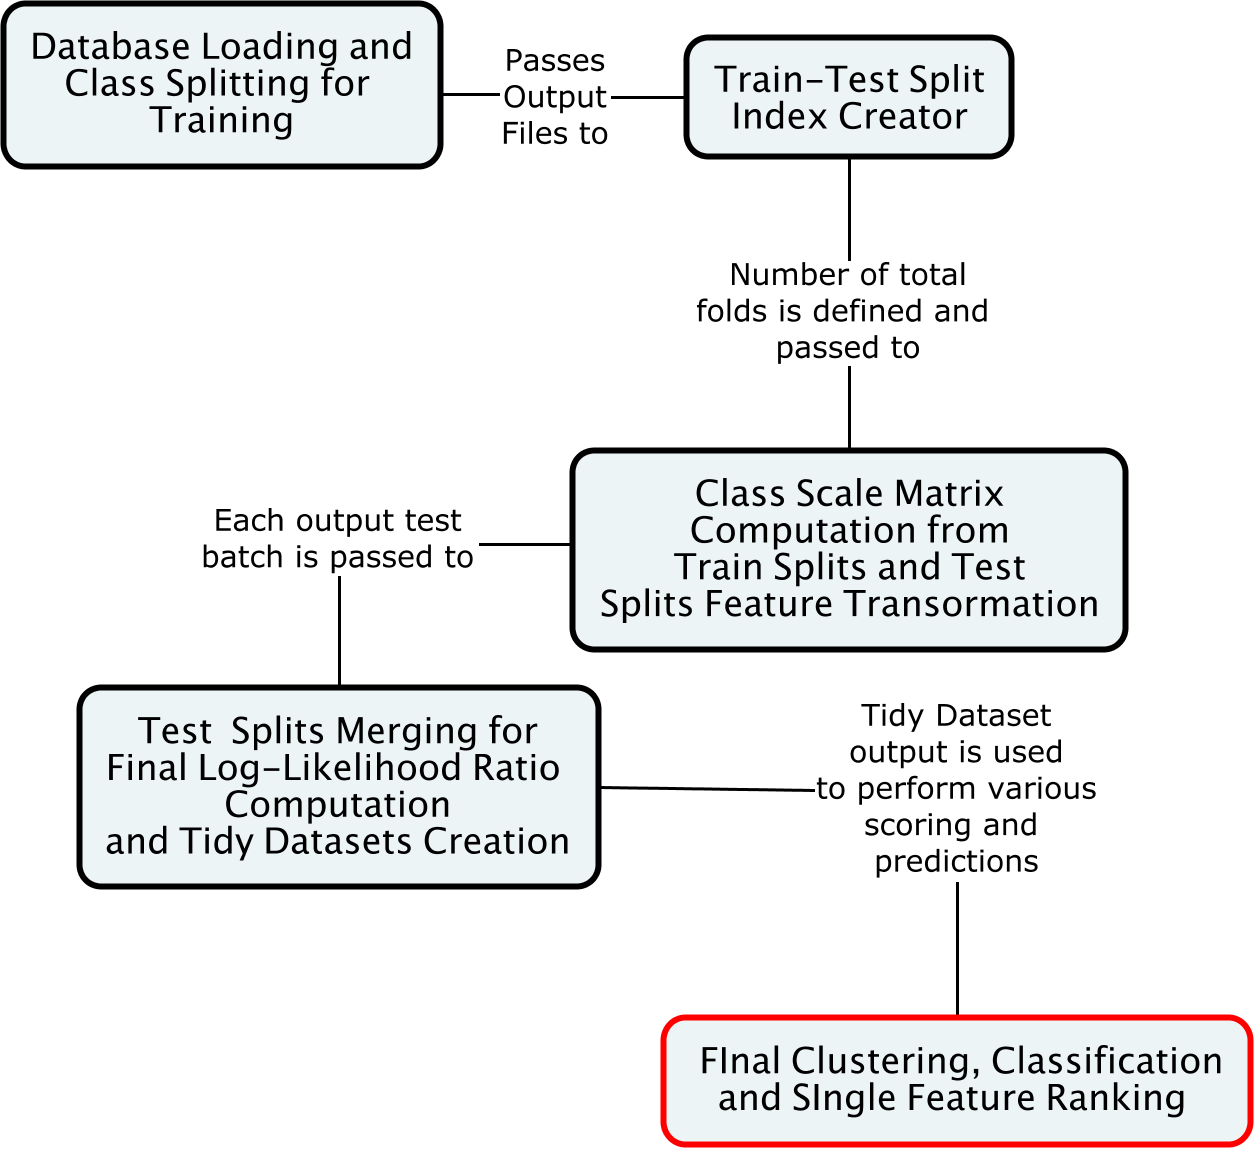 Database Loading and
Class Splitting for
Training
Passes
Output
Files to
Train-Test Split
Index Creator
Number of total
folds is defined and
passed to
Class Scale Matrix
Computation from
Train Splits and Test
Splits Feature Transormation
Each output test
batch is passed to
Test Splits Merging for
Final Log-Likelihood Ratio
Computation
and Tidy Datasets Creation
Tidy Dataset
output is used
to perform various
scoring and
predictions
FInal Clustering, Classification
and SIngle Feature Ranking